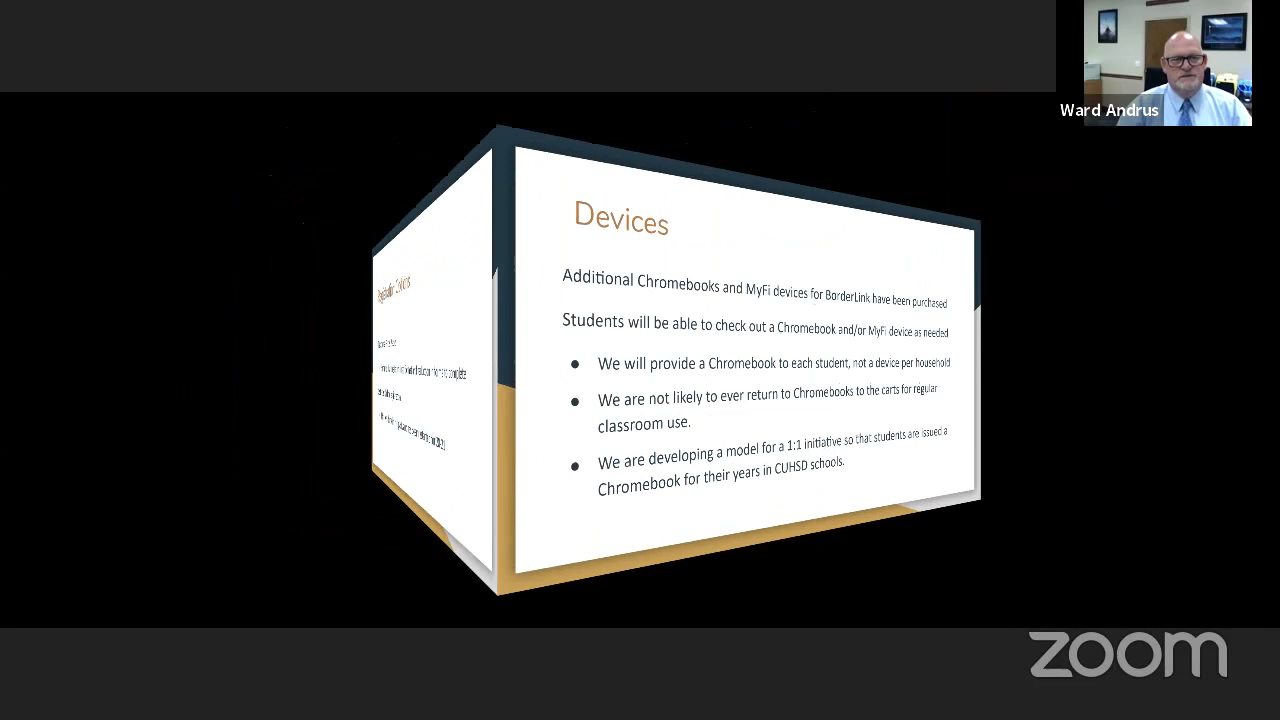 Ward Andrus
Registration Options
Devices
Additional Chromebooks and MyFi devices for BorderLink have been purchased
Students will be able to check out a Chromebook and/or MyFi device as needed
● We will provide a Chromebook to each student, not a device per household
● We are not likely to ever return to Chromebooks to the carts for regular
classroom use.
● We are developing a model for a 1:1 initiative so that students are issued a
Chromebook for their years in CUHSD schools.
zoom